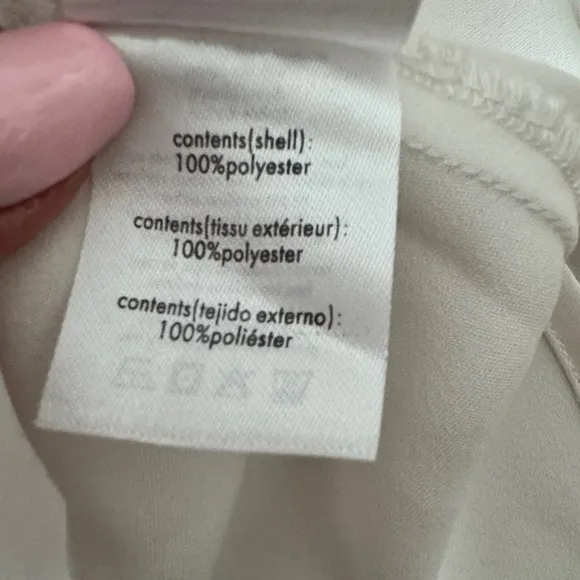 contents(shell):
100%polyester
contents(tissu extérieur):
100%polyester
contents(tejido externo):
100%poliéster